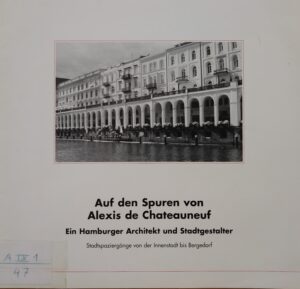 Auf den Spuren von
Alexis de Chateauneuf
Ein Hamburger Architekt und Stadtgestalter
Stadtspaziergänge von der Innenstadt bis Bergedorf
A IX 1
47